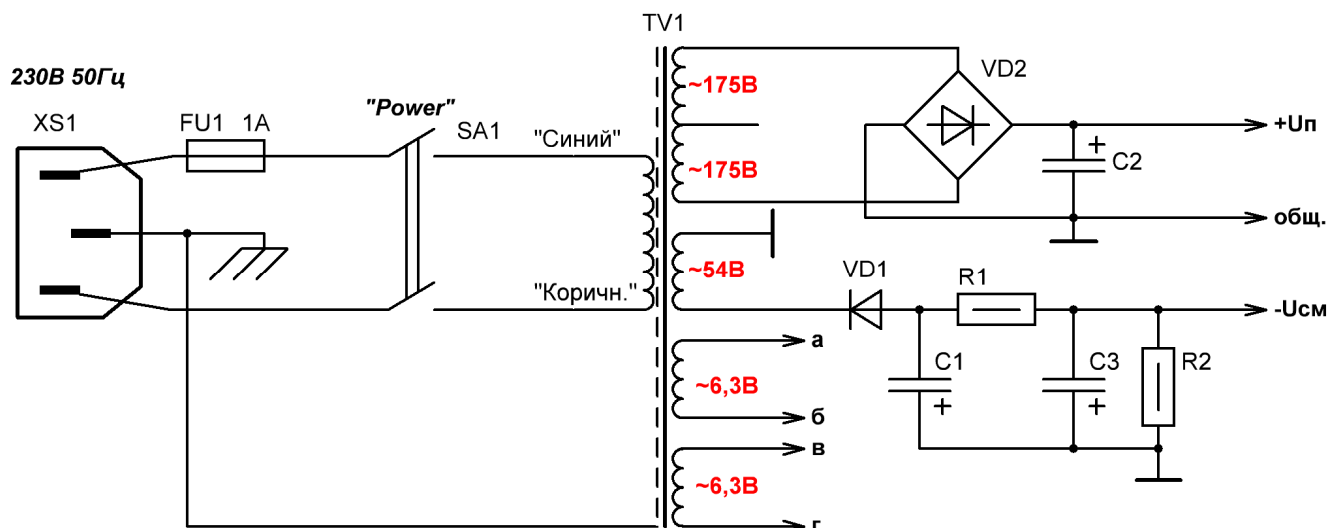 TV1
230В 50Гц
XS1
FU1 1A
"Power"
SA1
"Синий"
"Коричн."
~175В
~175В
VD2
+Uп
C2
общ.
~54В
VD1
R1
-Uсм
C1
C3
R2
а
~6,3В
б
в
~6,3В
г